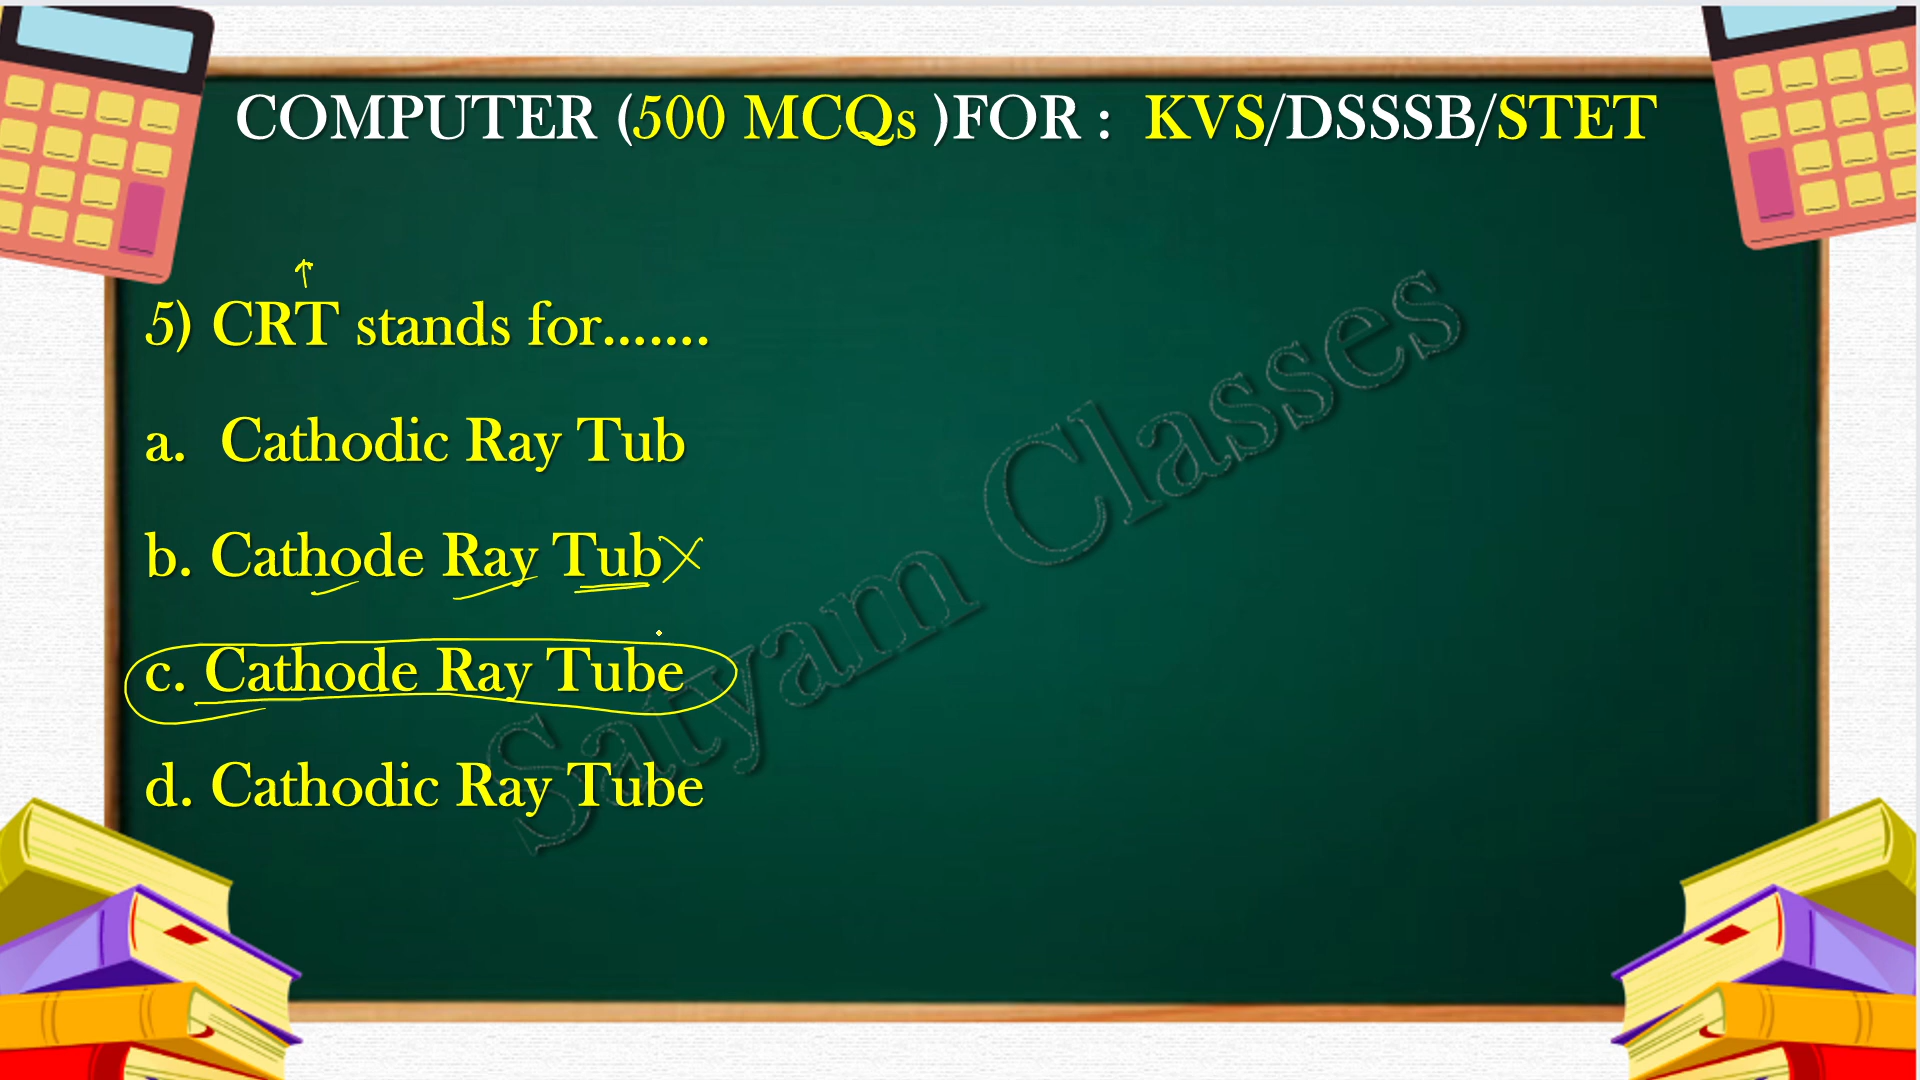 COMPUTER (500 MCQs )FOR : KVS/DSSSB/STET
5) CRT stands for.......
a. Cathodic Ray Tub
b. Cathode Ray Tub
c. Cathode Ray Tube
d. Cathodic Ray Tube
Satyam Classes